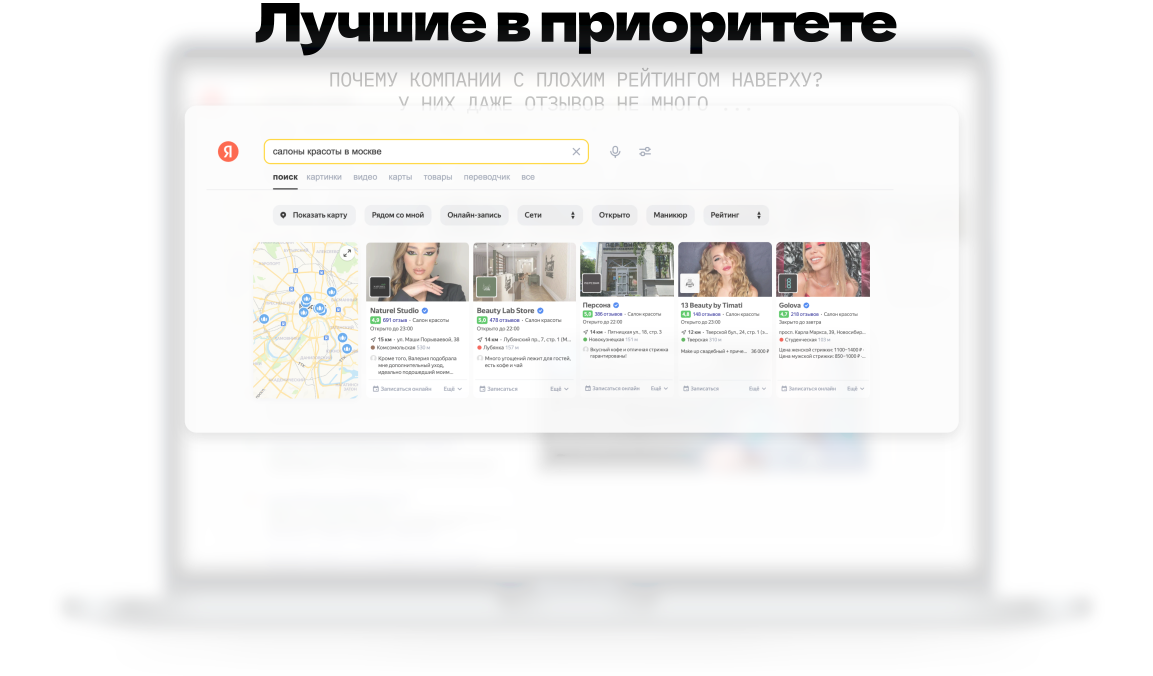 Лучшие в приоритете
ПОЧЕМУ КОМПАНИИ С ПЛОХИМ РЕЙТИНГОМ НАВЕРХУ?
У НИХ ДАЖЕ ОТЗЫВОВ НЕ МНОГО ...
Я
салоны красоты в москве
поиск картинки видео карты товары переводчик все
Показать карту Рядом со мной Онлайн-запись Сети Открыто Маникюр Рейтинг
Naturel Studio
4,9 691 отзыв • Салон красоты
Открыто до 23:00
15 км • ул. Маши Порываевой, 38
Комсомольская 530 м
Кроме того, Валерия подобрала
мне дополнительный уход,
идеально подошедший моим...
Записаться онлайн Ещё
Beauty Lab Store
5,0 478 отзывов • Салон красоты
Открыто до 22:00
14 км • Лубянский пр., 7, стр. 1, м...
Лубянка 157 м
Много угощений лежит для гостей,
есть кофе и чай
Записаться Ещё
Персона
5,0 386 отзывов • Салон красоты
Открыто до 22:00
14 км • Пятницкая ул., 16, стр. 3
Новокузнецкая 151 м
Вкусный кофе и отличная стрижка
гарантированы!
Записаться онлайн Ещё
13 Beauty by Timati
4,8 148 отзывов • Салон красоты
Открыто до 23:00
12 км • Тверской бул., 24, стр. 1 (э...
Тверская 310 м
Make up свадебный + приче... 36 000 ₽
Записаться Ещё
Golova
4,7 218 отзывов • Салон красоты
Закрыто до завтра
просп. Карла Маркса, 39, Новосибир...
Студенческая
Цена женской стрижки: 1100–1400 ₽ •
Цена мужской стрижки: 850–1000 ₽ ...
Записаться онлайн Ещё